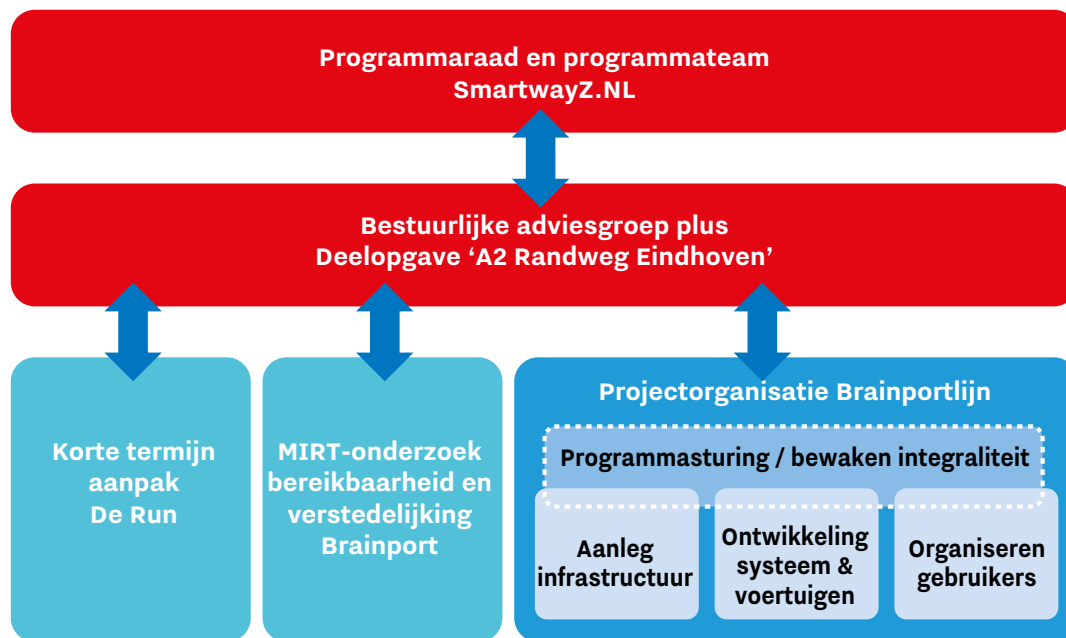 Programmaraad en programmateam
SmartwayZ.NL
Bestuurlijke adviesgroep plus
Deelopgave ‘A2 Randweg Eindhoven’
Korte termijn
aanpak
De Run
MIRT-onderzoek
bereikbaarheid en
verstedelijking
Brainport
Projectorganisatie Brainportlijn
Programmasturing / bewaken integraliteit
Aanleg
infrastructuur
Ontwikkeling
systeem &
voertuigen
Organiseren
gebruikers